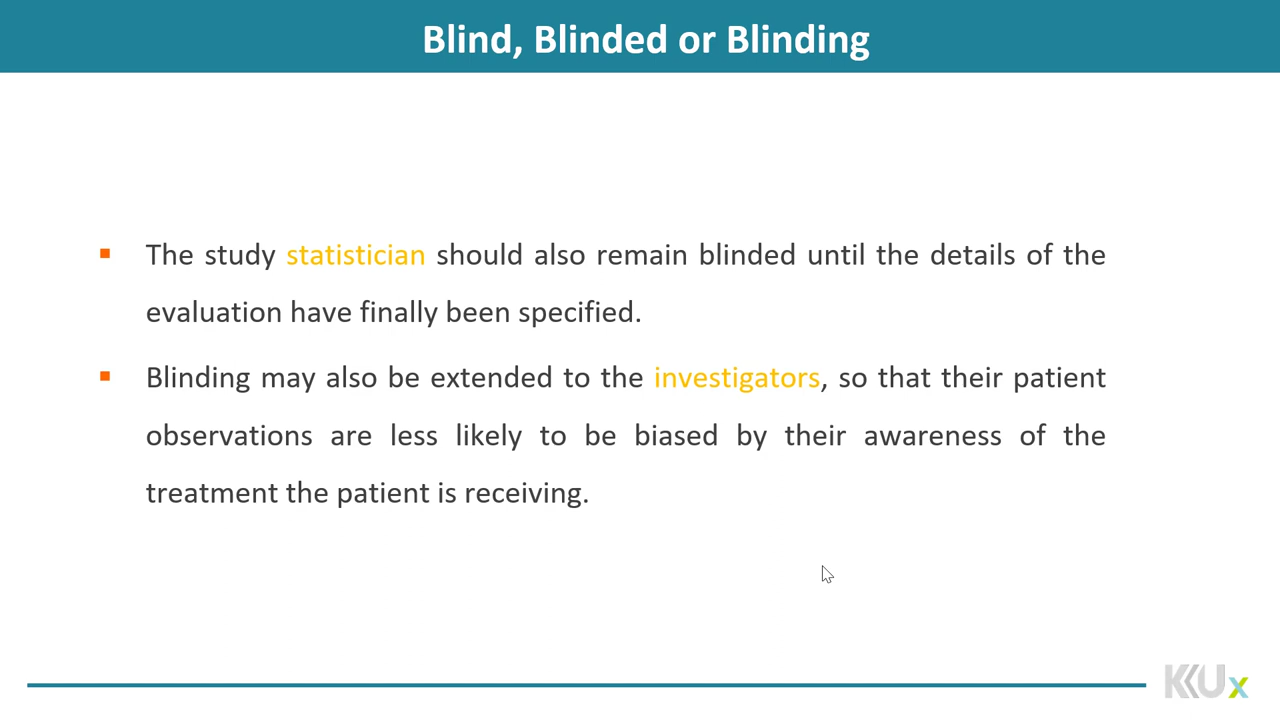 Blind, Blinded or Blinding
▪ The study statistician should also remain blinded until the details of the
evaluation have finally been specified.
▪ Blinding may also be extended to the investigators, so that their patient
observations are less likely to be biased by their awareness of the
treatment the patient is receiving.
KKUx